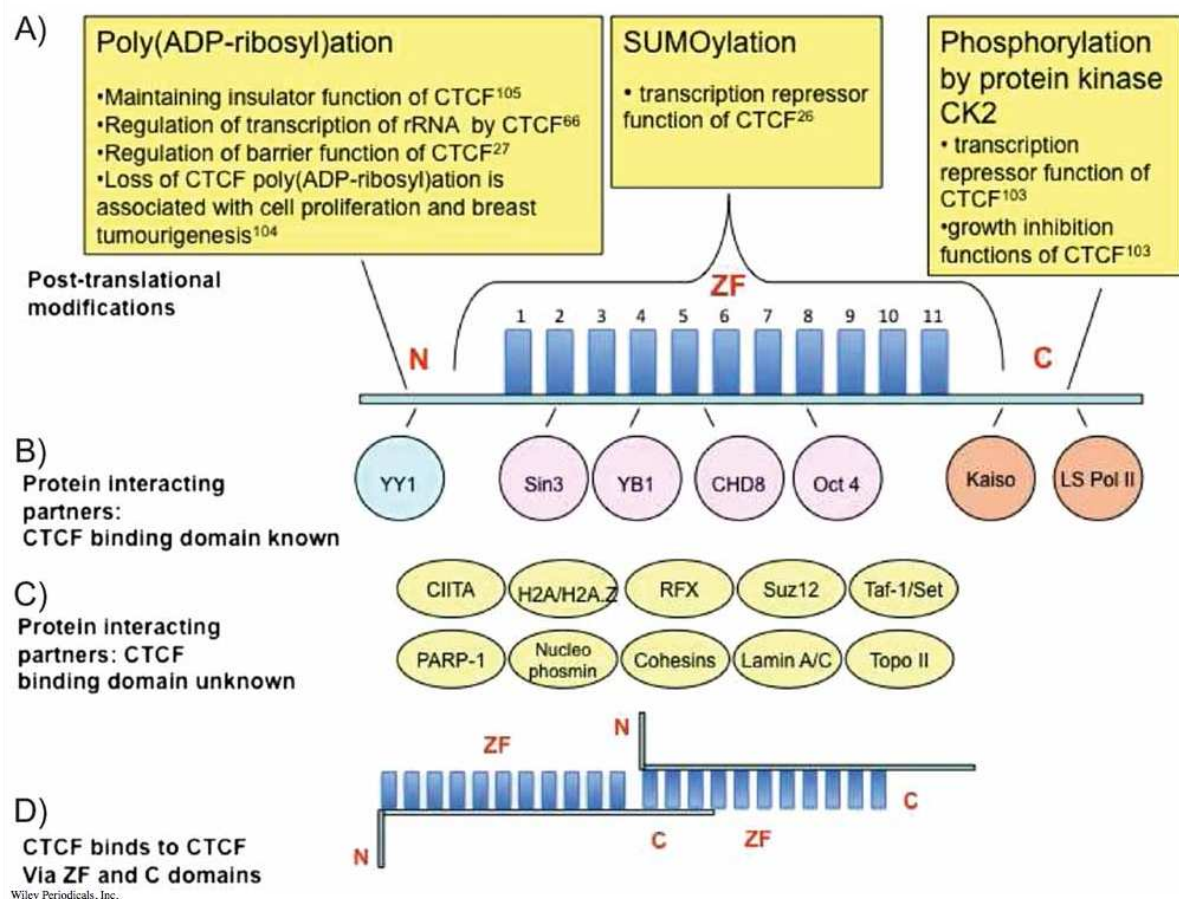 A)
Poly(ADP-ribosyl)ation
•Maintaining insulator function of CTCF105
•Regulation of transcription of rRNA by CTCF66
•Regulation of barrier function of CTCF27
•Loss of CTCF poly(ADP-ribosyl)ation is
associated with cell proliferation and breast
tumourigenesis104
SUMOylation
• transcription repressor
function of CTCF26
Phosphorylation
by protein kinase
CK2
• transcription
repressor function of
CTCF103
•growth inhibition
functions of CTCF103
Post-translational
modifications
ZF
1 2 3 4 5 6 7 8 9 10 11
N
C
B)
Protein interacting
partners:
CTCF binding domain known
YY1
Sin3
YB1
CHD8
Oct 4
Kaiso
LS Pol II
C)
Protein interacting
partners: CTCF
binding domain unknown
CIITA
H2A/H2A.Z
RFX
Suz12
Taf-1/Set
PARP-1
Nucleo
phosmin
Cohesins
Lamin A/C
Topo II
D)
CTCF binds to CTCF
Via ZF and C domains
N
ZF
C
N
ZF
C
Wiley Periodicals, Inc.